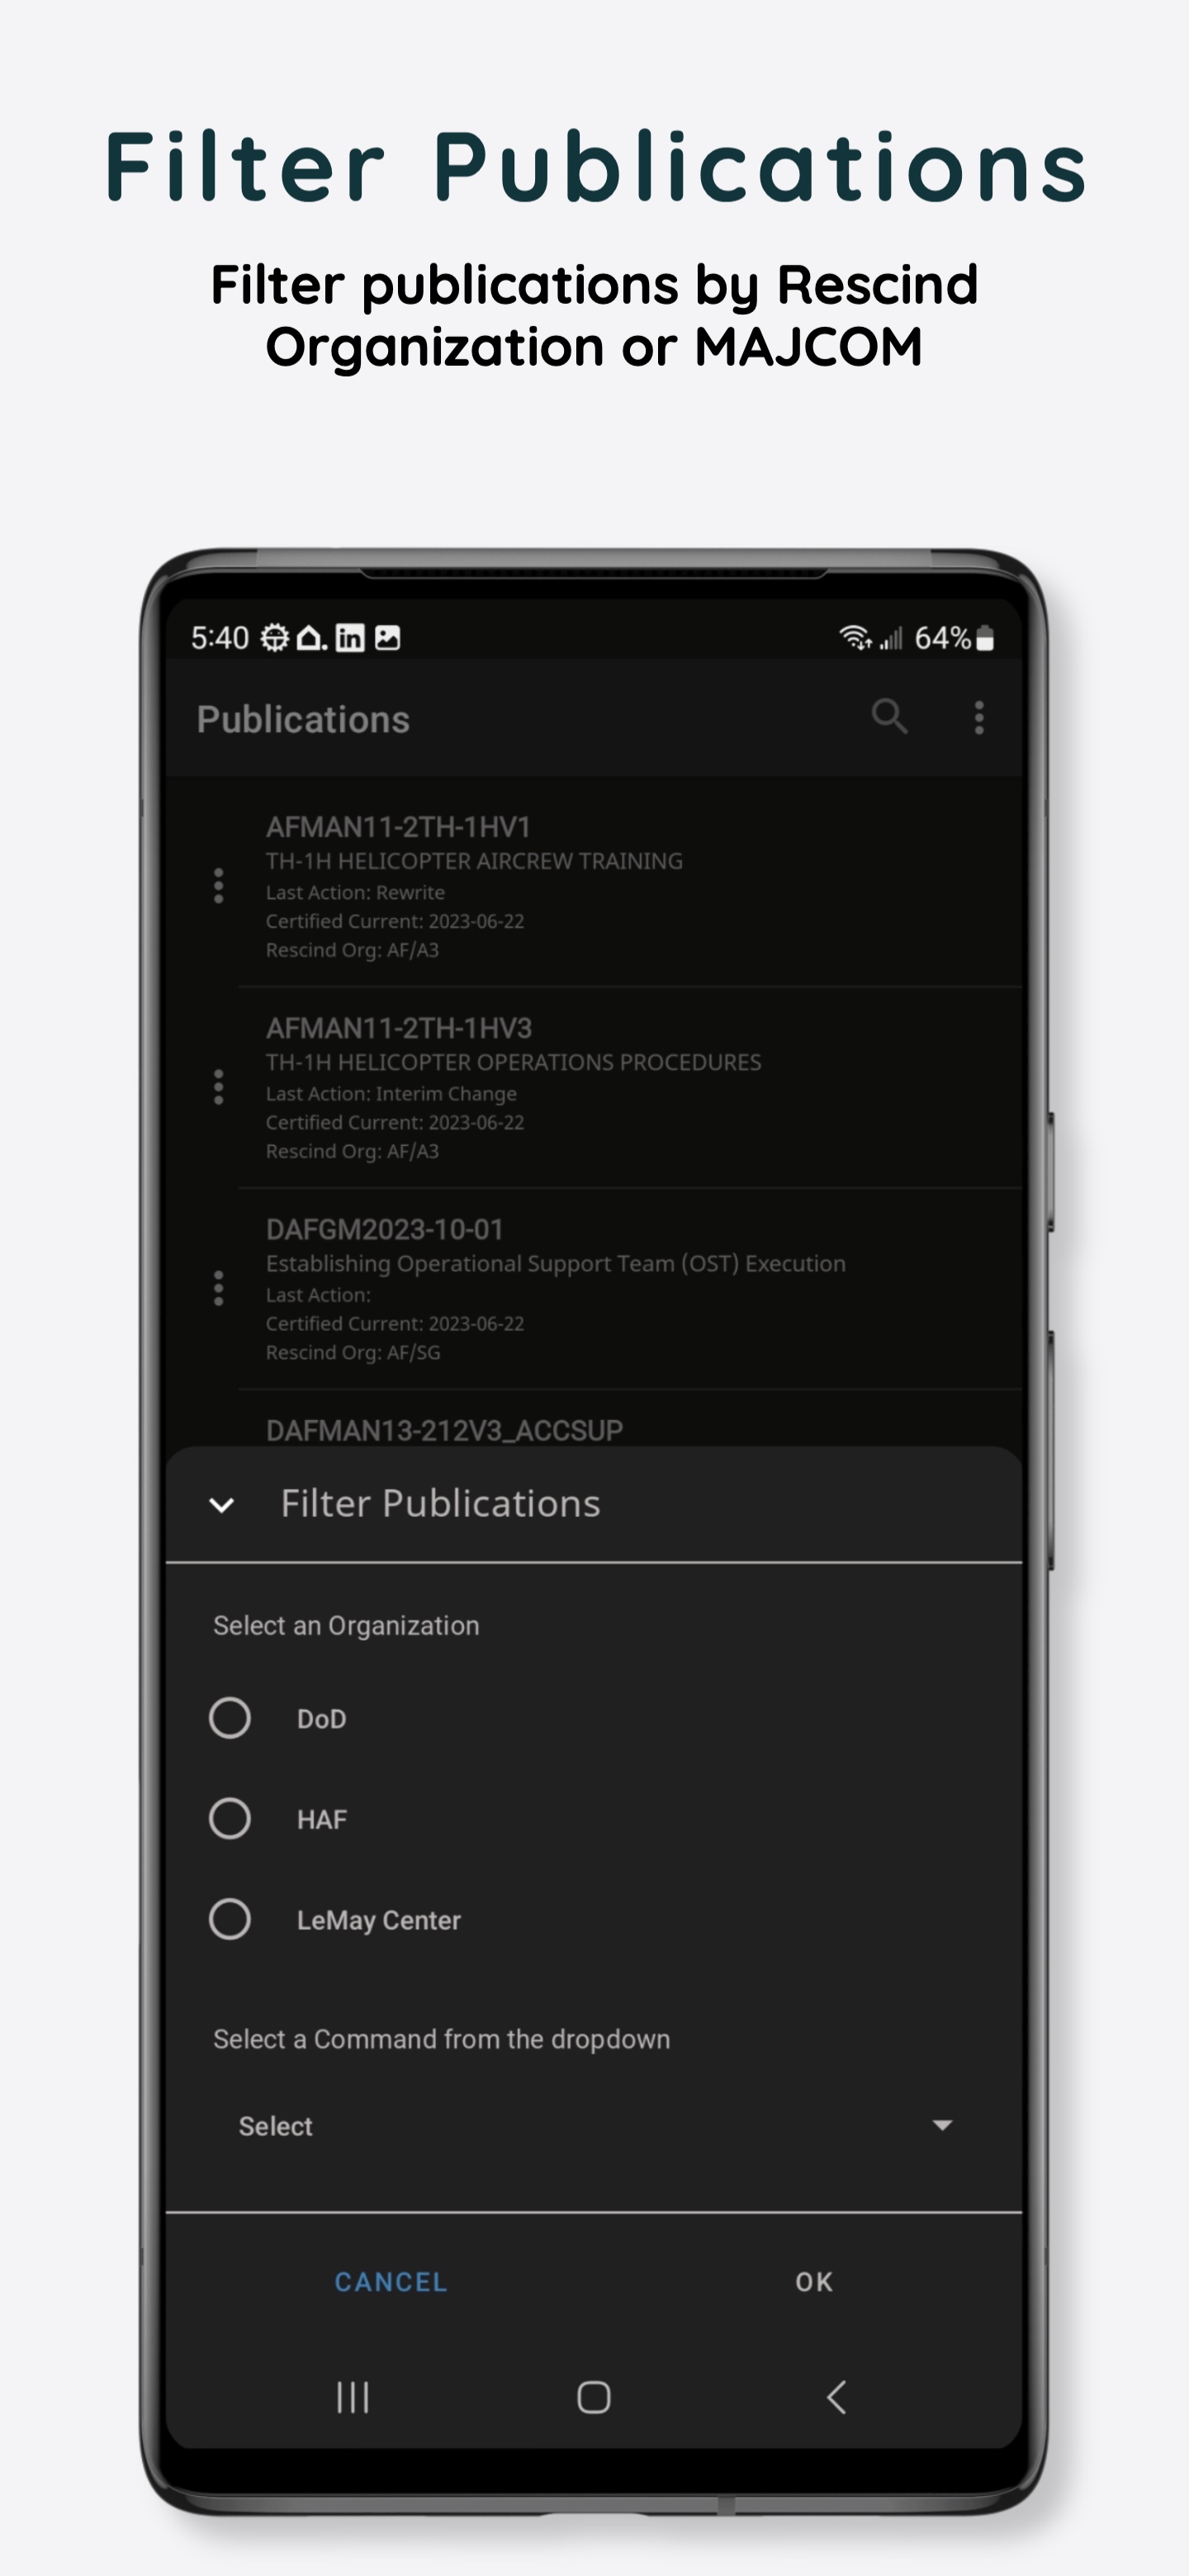 Filter Publications
Filter publications by Rescind
Organization or MAJCOM
5:40
64%
Publications
AFMAN11-2TH-1HV1
TH-1H HELICOPTER AIRCREW TRAINING
Last Action: Rewrite
Certified Current: 2023-06-22
Rescind Org: AF/A3
AFMAN11-2TH-1HV3
TH-1H HELICOPTER OPERATIONS PROCEDURES
Last Action: Interim Change
Certified Current: 2023-06-22
Rescind Org: AF/A3
DAFGM2023-10-01
Establishing Operational Support Team (OST) Execution
Last Action:
Certified Current: 2023-06-22
Rescind Org: AF/SG
DAFMAN13-212V3_ACCSUP
Filter Publications
Select an Organization
DoD
HAF
LeMay Center
Select a Command from the dropdown
Select
CANCEL
OK